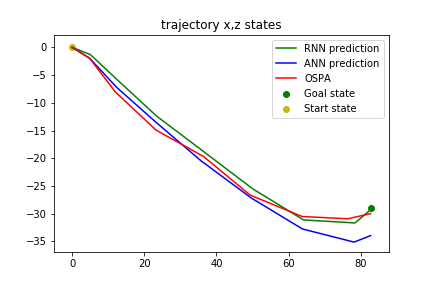 trajectory x,z states
RNN prediction
ANN prediction
OSPA
Goal state
Start state
0
−5
−10
−15
−20
−25
−30
−35
0 20 40 60 80